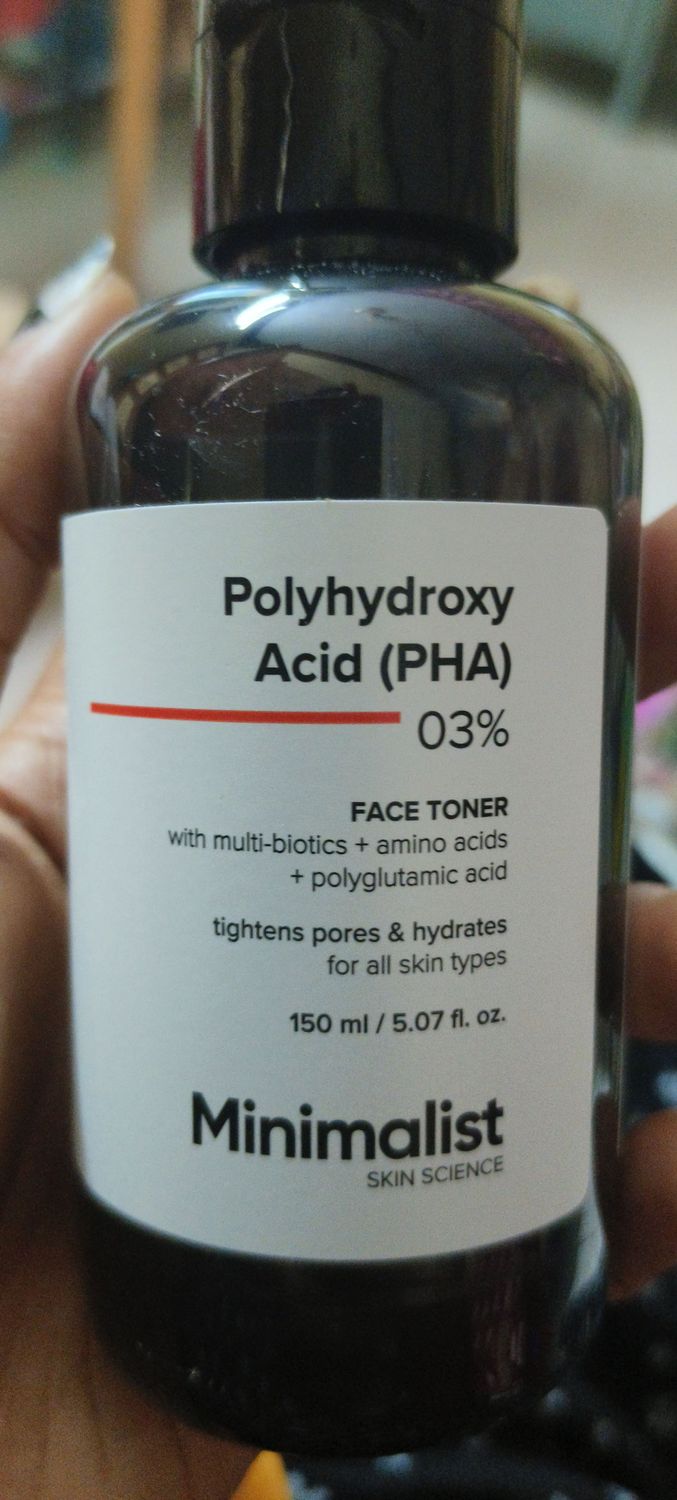 Polyhydroxy
Acid (PHA)
03%
FACE TONER
with multi-biotics + amino acids
+ polyglutamic acid
tightens pores & hydrates
for all skin types
150 ml / 5.07 fl. oz.
Minimalist
SKIN SCIENCE